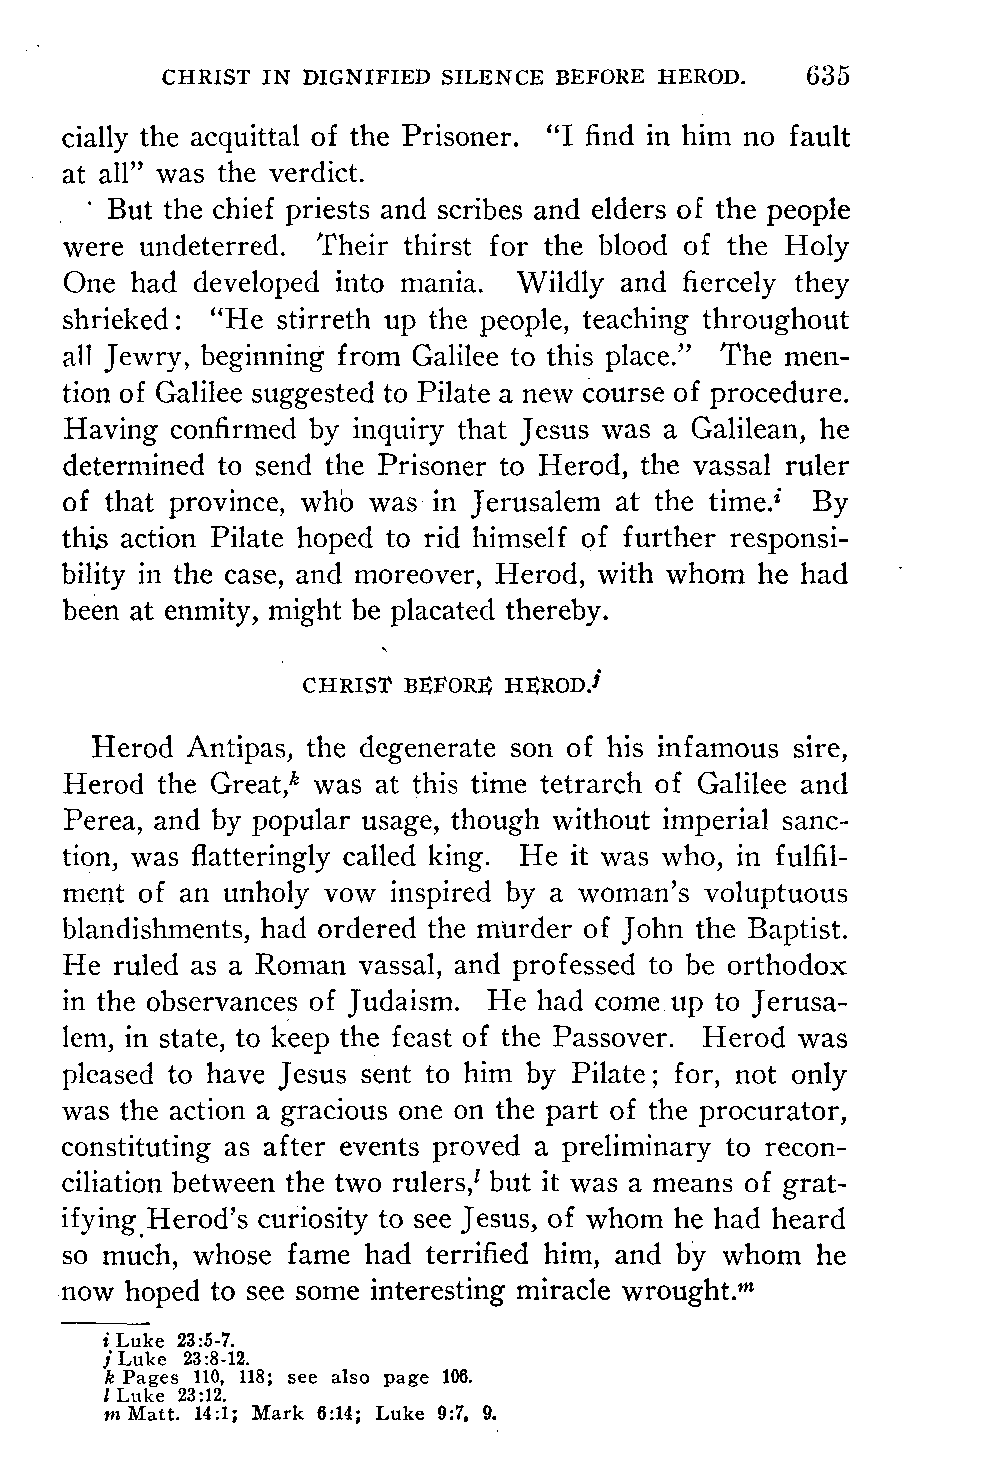 CHRIST IN DIGNIFIED SILENCE BEFORE HEROD. 635
cially the acquittal of the Prisoner. "I find in him no fault
at all" was the verdict.
But the chief priests and scribes and elders of the people
were undeterred. Their thirst for the blood of the Holy
One had developed into mania. Wildly and fiercely they
shrieked: "He stirreth up the people, teaching throughout
all Jewry, beginning from Galilee to this place." The men-
tion of Galilee suggested to Pilate a new course of procedure.
Having confirmed by inquiry that Jesus was a Galilean, he
determined to send the Prisoner to Herod, the vassal ruler
of that province, who was in Jerusalem at the time.i By
this action Pilate hoped to rid himself of further responsi-
bility in the case, and moreover, Herod, with whom he had
been at enmity, might be placated thereby.
CHRIST BEFORE HEROD.j
Herod Antipas, the degenerate son of his infamous sire,
Herod the Great,k was at this time tetrarch of Galilee and
Perea, and by popular usage, though without imperial sanc-
tion, was flatteringly called king. He it was who, in fulfil-
ment of an unholy vow inspired by a woman's voluptuous
blandishments, had ordered the murder of John the Baptist.
He ruled as a Roman vassal, and professed to be orthodox
in the observances of Judaism. He had come up to Jerusa-
lem, in state, to keep the feast of the Passover. Herod was
pleased to have Jesus sent to him by Pilate; for, not only
was the action a gracious one on the part of the procurator,
constituting as after events proved a preliminary to recon-
ciliation between the two rulers,l but it was a means of grat-
ifying Herod's curiosity to see Jesus, of whom he had heard
so much, whose fame had terrified him, and by whom he
now hoped to see some interesting miracle wrought.m
i Luke 23:5-7.
j Luke 23:8-12.
k Pages 110, 118; see also page 106.
l Luke 23:12.
m Matt. 14:1; Mark 6:14; Luke 9:7, 9.